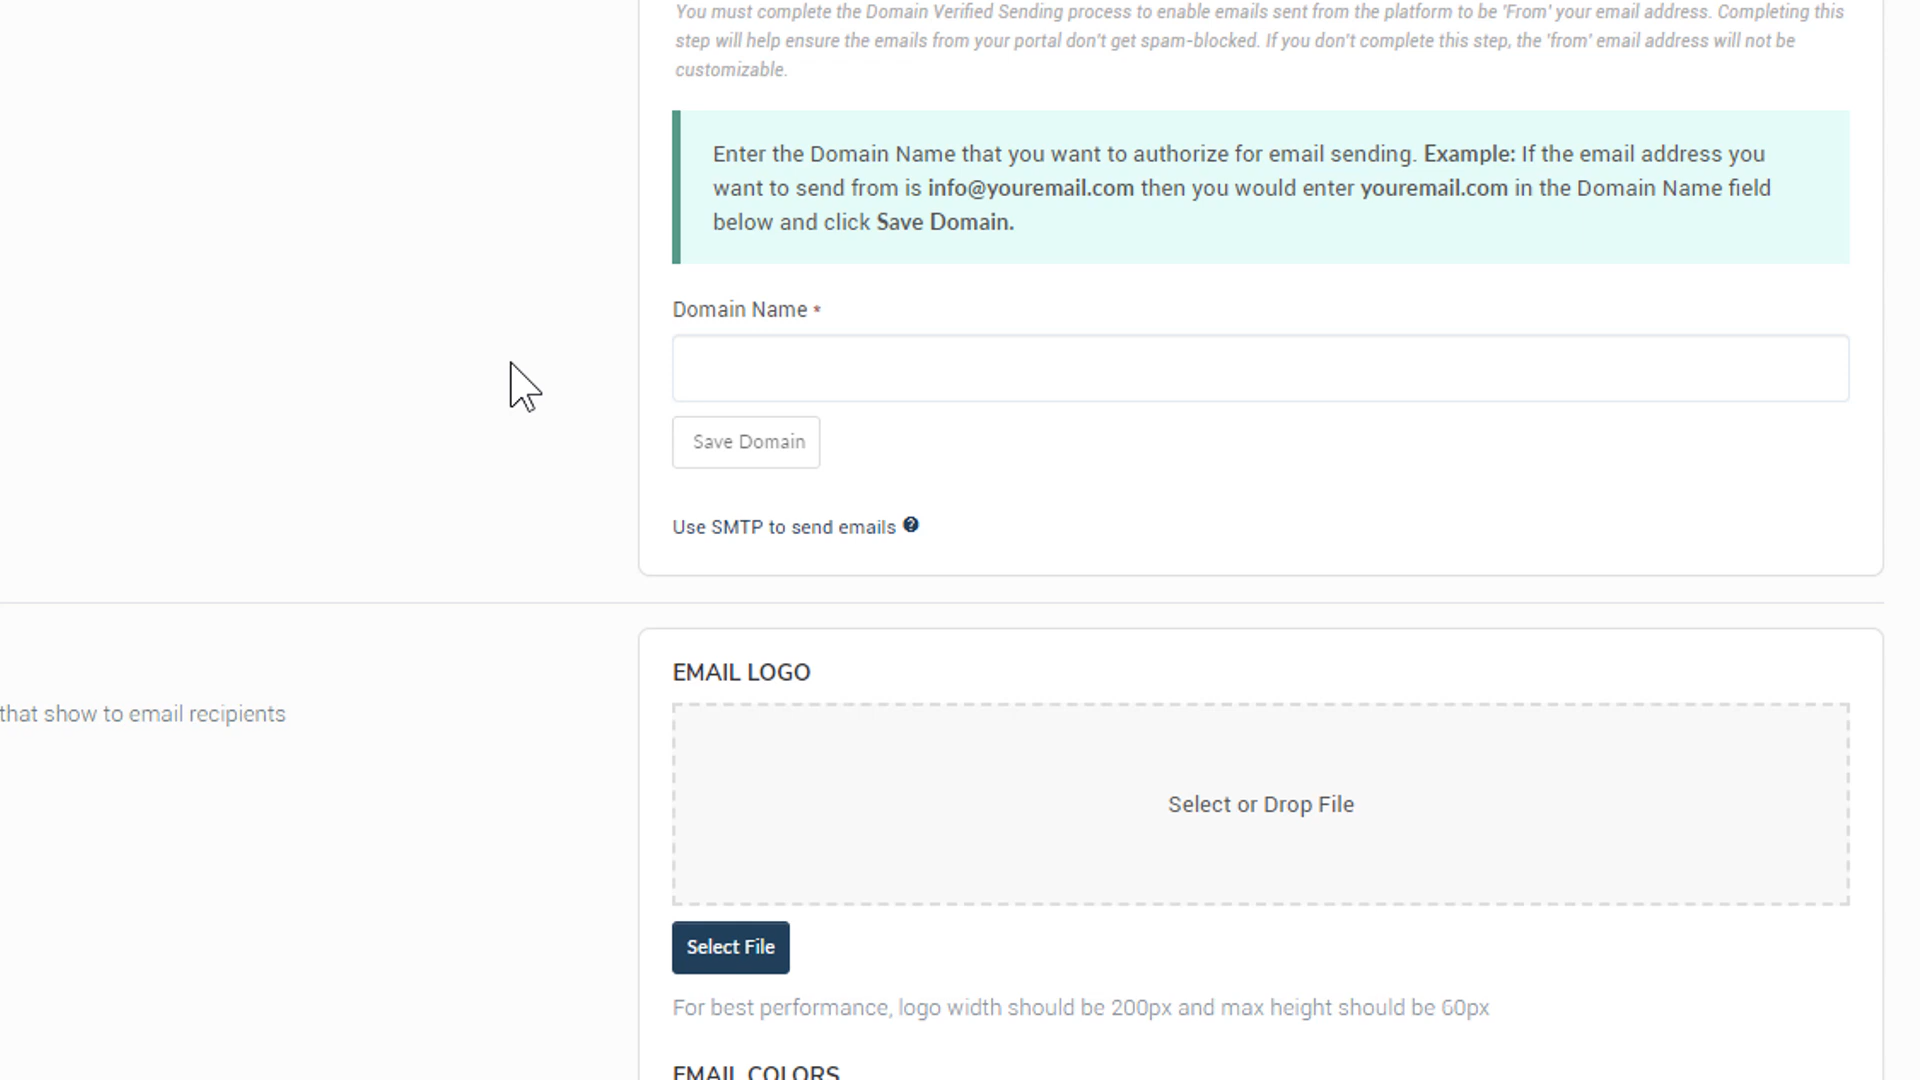 You must complete the Domain Verified Sending process to enable emails sent from the platform to be 'From' your email address. Completing this
step will help ensure the emails from your portal don't get spam-blocked. If you don't complete this step, the 'from' email address will not be
customizable.
Enter the Domain Name that you want to authorize for email sending. Example: If the email address you
want to send from is info@youremail.com then you would enter youremail.com in the Domain Name field
below and click Save Domain.
Domain Name *
Save Domain
Use SMTP to send emails ?
EMAIL LOGO
that show to email recipients
Select or Drop File
Select File
For best performance, logo width should be 200px and max height should be 60px
EMAIL COLORS